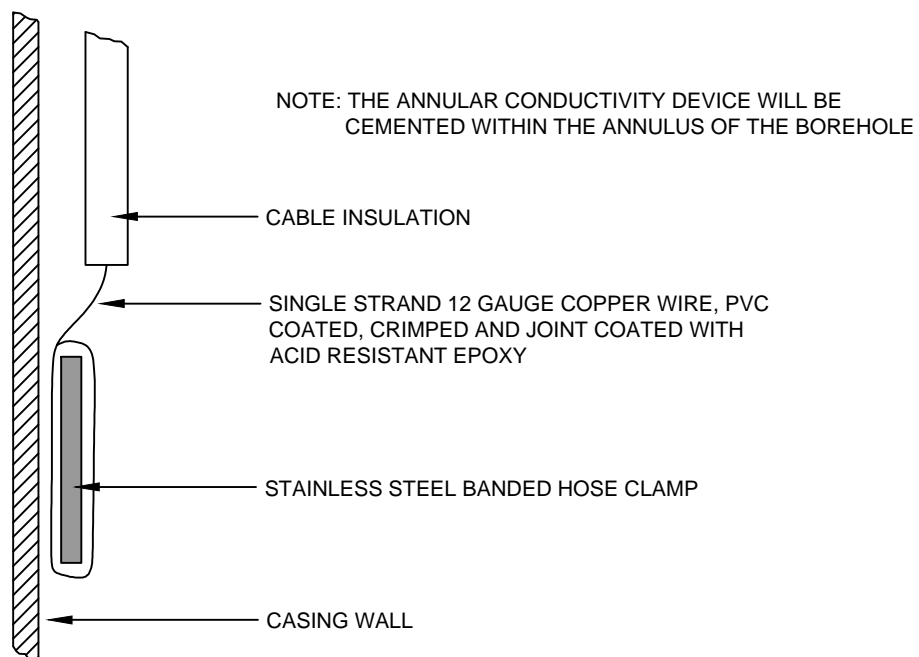 NOTE: THE ANNULAR CONDUCTIVITY DEVICE WILL BE
CEMENTED WITHIN THE ANNULUS OF THE BOREHOLE
CABLE INSULATION
SINGLE STRAND 12 GAUGE COPPER WIRE, PVC
COATED, CRIMPED AND JOINT COATED WITH
ACID RESISTANT EPOXY
STAINLESS STEEL BANDED HOSE CLAMP
CASING WALL